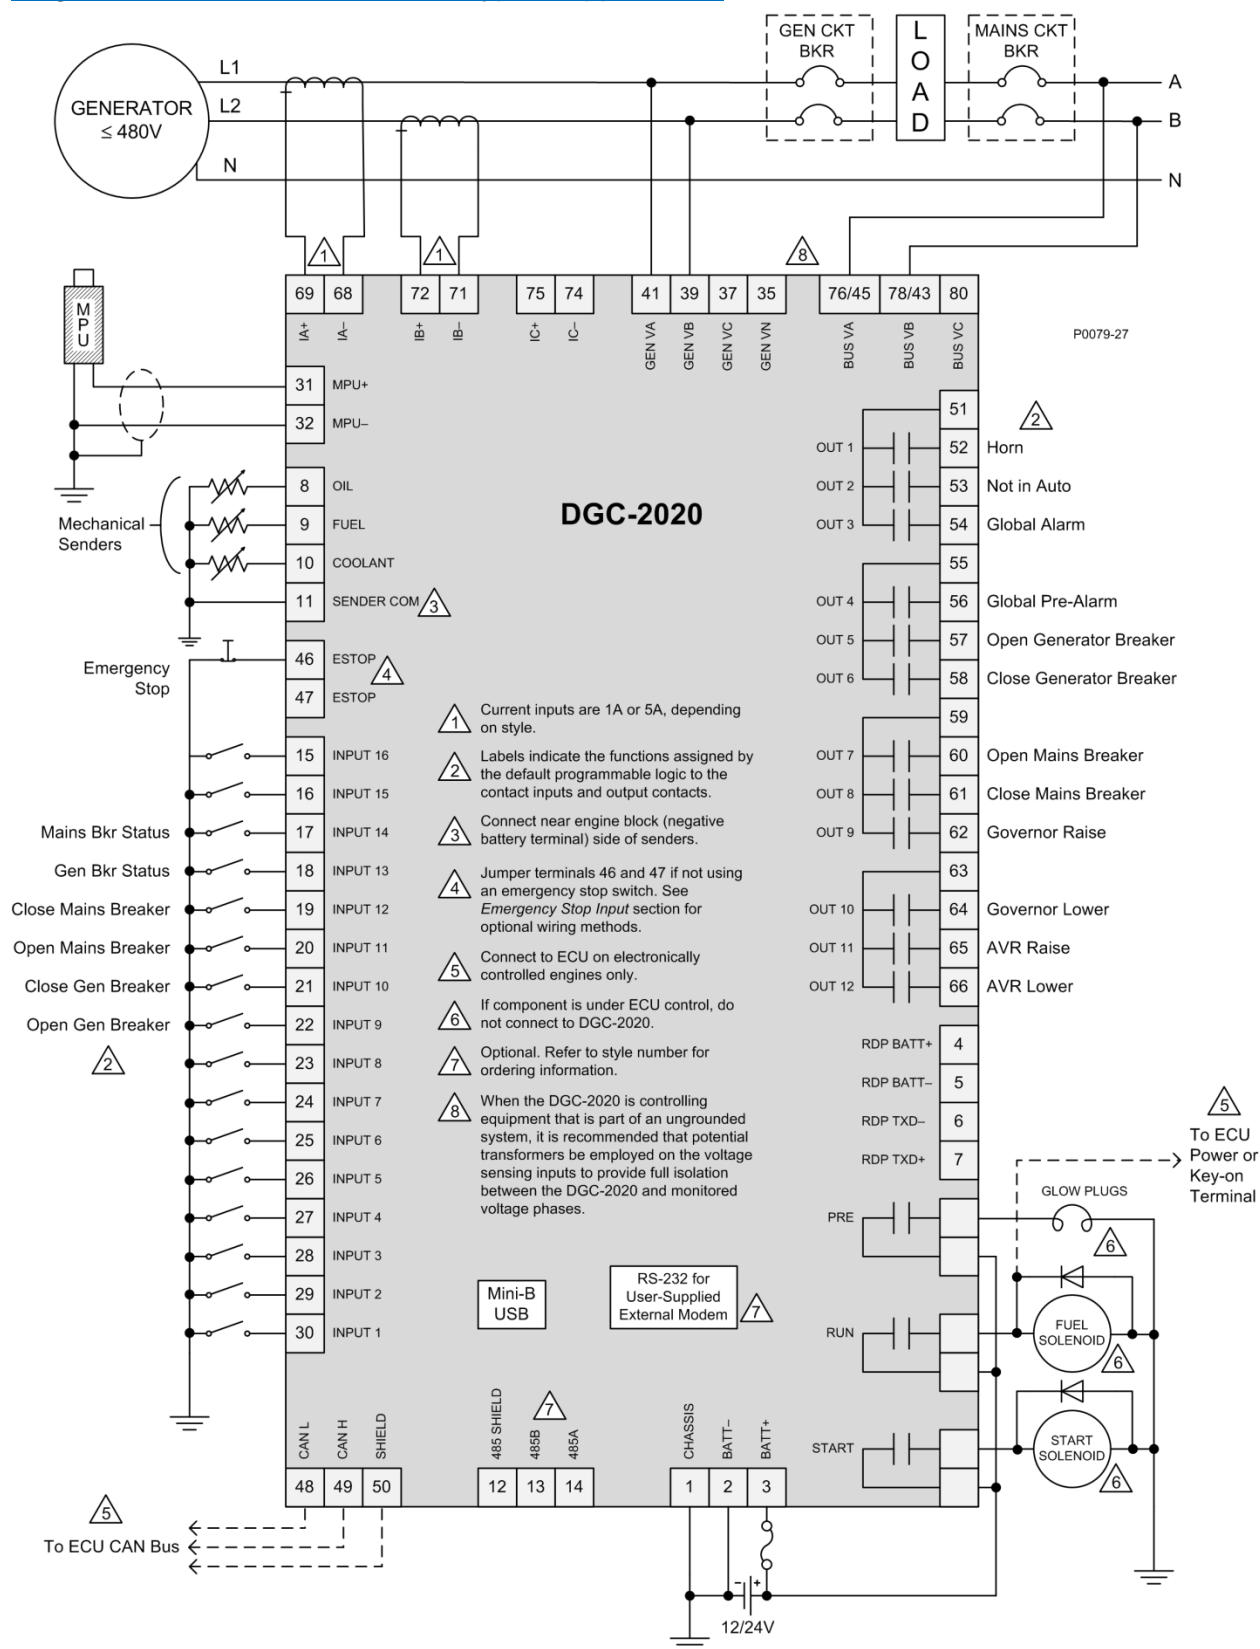 GEN CKT
BKR
L
O
A
D
MAINS CKT
BKR
L1
L2
N
GENERATOR
≤ 480V
A
B
N
1
1
8
69 68 72 71 75 74 41 39 37 35 76/45 78/43 80
IA+ IA– IB+ IB– IC+ IC– GEN VA GEN VB GEN VC GEN VN BUS VA BUS VB BUS VC
P0079-27
M
P
U
31 MPU+
32 MPU–
8 OIL
9 FUEL
10 COOLANT
11 SENDER COM 3
Mechanical
Senders
46 ESTOP 4
47 ESTOP
Emergency
Stop
15 INPUT 16
16 INPUT 15
Mains Bkr Status 17 INPUT 14
Gen Bkr Status 18 INPUT 13
Close Mains Breaker 19 INPUT 12
Open Mains Breaker 20 INPUT 11
Close Gen Breaker 21 INPUT 10
Open Gen Breaker 22 INPUT 9
2
23 INPUT 8
24 INPUT 7
25 INPUT 6
26 INPUT 5
27 INPUT 4
28 INPUT 3
29 INPUT 2
30 INPUT 1
DGC-2020
1 Current inputs are 1A or 5A, depending
on style.
2 Labels indicate the functions assigned by
the default programmable logic to the
contact inputs and output contacts.
3 Connect near engine block (negative
battery terminal) side of senders.
4 Jumper terminals 46 and 47 if not using
an emergency stop switch. See
Emergency Stop Input section for
optional wiring methods.
5 Connect to ECU on electronically
controlled engines only.
6 If component is under ECU control, do
not connect to DGC-2020.
7 Optional. Refer to style number for
ordering information.
8 When the DGC-2020 is controlling
equipment that is part of an ungrounded
system, it is recommended that potential
transformers be employed on the voltage
sensing inputs to provide full isolation
between the DGC-2020 and monitored
voltage phases.
51
2
OUT 1 52 Horn
OUT 2 53 Not in Auto
OUT 3 54 Global Alarm
55
OUT 4 56 Global Pre-Alarm
OUT 5 57 Open Generator Breaker
OUT 6 58 Close Generator Breaker
59
OUT 7 60 Open Mains Breaker
OUT 8 61 Close Mains Breaker
OUT 9 62 Governor Raise
63
OUT 10 64 Governor Lower
OUT 11 65 AVR Raise
OUT 12 66 AVR Lower
RDP BATT+ 4
RDP BATT– 5
RDP TXD– 6
RDP TXD+ 7
5
To ECU
Power or
Key-on
Terminal
PRE
GLOW PLUGS
6
RUN
FUEL
SOLENOID
6
START
START
SOLENOID
6
Mini-B
USB
RS-232 for
User-Supplied
External Modem
7
7
CAN L CAN H SHIELD 485 SHIELD 485B 485A CHASSIS BATT– BATT+
48 49 50 12 13 14 1 2 3
5
To ECU CAN Bus
- +
12/24V